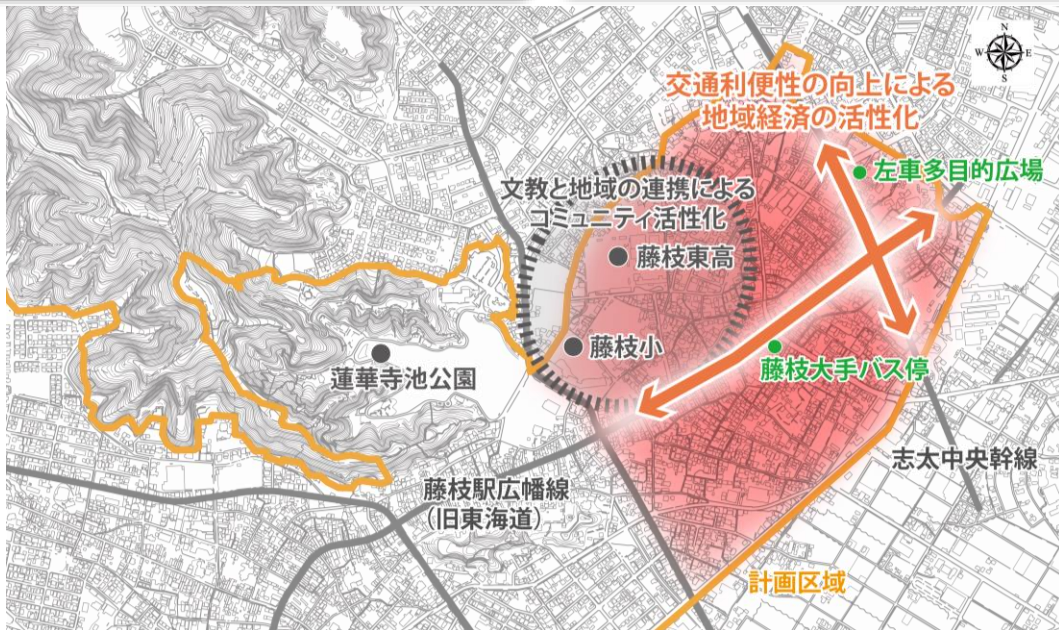 N
W E
S
交通利便性の向上による
地域経済の活性化
左車多目的広場
文教と地域の連携による
コミュニティ活性化
藤枝東高
藤枝小
蓮華寺池公園
藤枝大手バス停
志太中央幹線
藤枝駅広幡線
（旧東海道）
計画区域